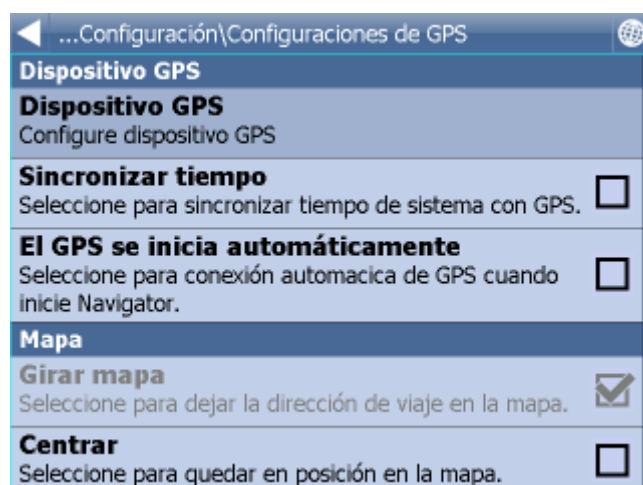 ...Configuración\Configuraciones de GPS
Dispositivo GPS
Dispositivo GPS
Configure dispositivo GPS
Sincronizar tiempo
Seleccione para sincronizar tiempo de sistema con GPS.
El GPS se inicia automáticamente
Seleccione para conexión automacica de GPS cuando
inicie Navigator.
Mapa
Girar mapa
Seleccione para dejar la dirección de viaje en la mapa.
Centrar
Seleccione para quedar en posición en la mapa.